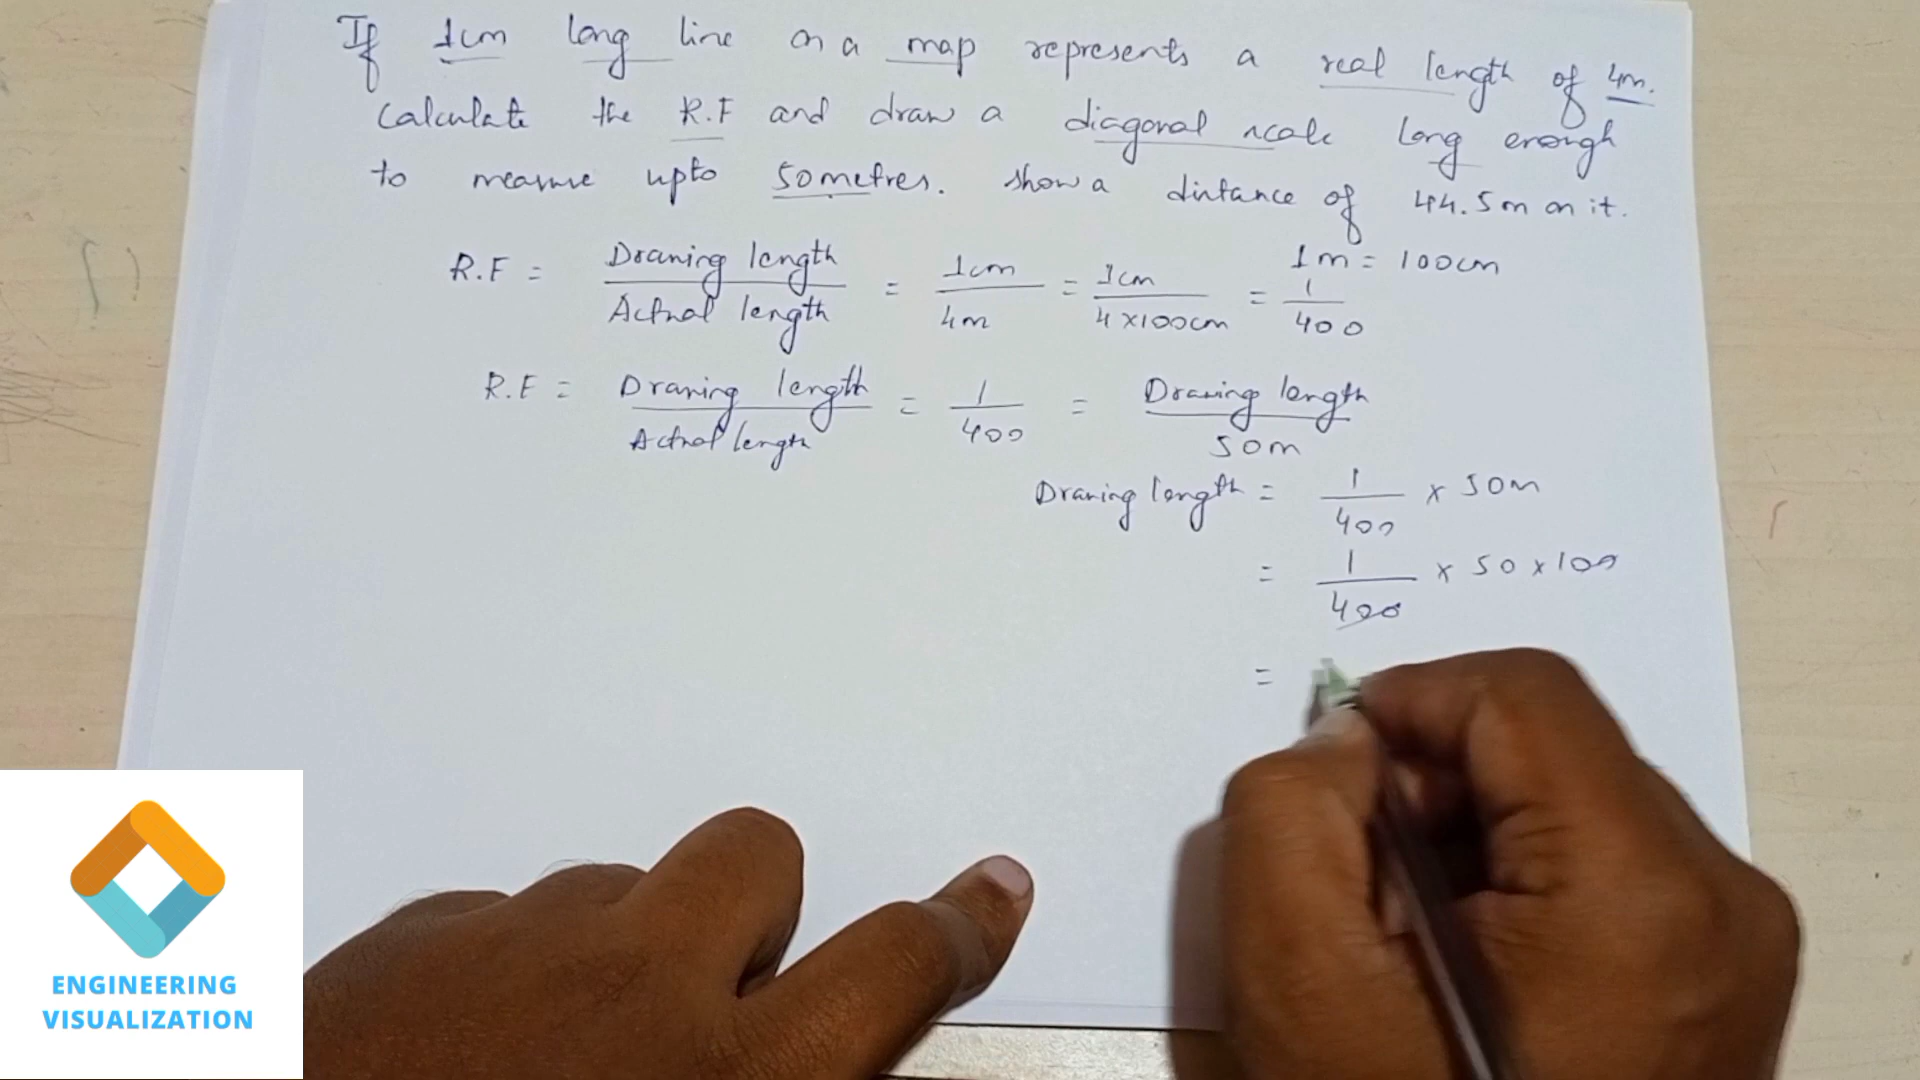 If 1cm long line on a map represents a real length of 4m.
Calculate the R.F and draw a diagonal scale long enough
to measure upto 50metres. show a distance of 44.5m on it.
R.F = Drawing length / Actual length = 1cm / 4m = 1cm / 4×100cm = 1 / 400
1m = 100cm
R.F = Drawing length / Actual length = 1 / 400 = Drawing length / 50m
Drawing length = 1 / 400 × 50m
= 1 / 400 × 50 × 100
=
ENGINEERING
VISUALIZATION